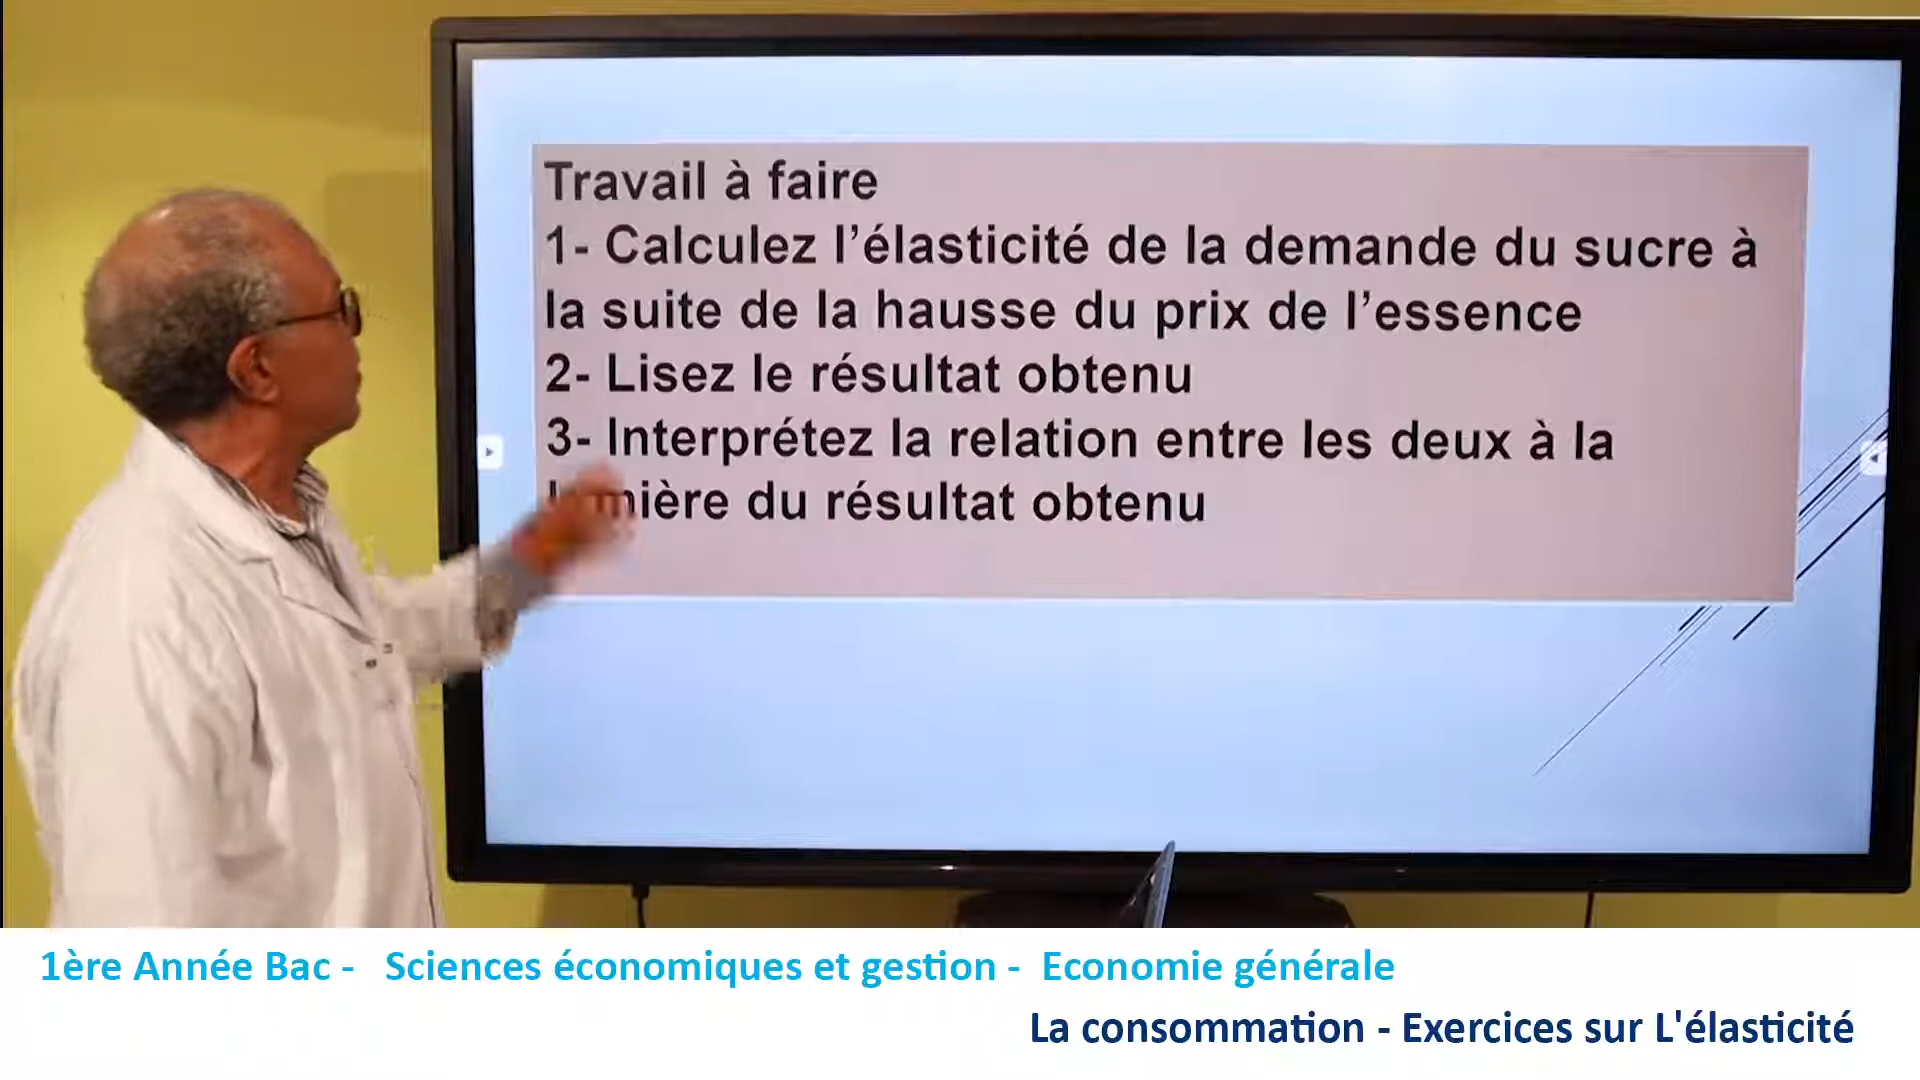 Travail à faire
1- Calculez l’élasticité de la demande du sucre à
la suite de la hausse du prix de l’essence
2- Lisez le résultat obtenu
3- Interprétez la relation entre les deux à la
lumière du résultat obtenu
1ère Année Bac - Sciences économiques et gestion - Economie générale
La consommation - Exercices sur L'élasticité